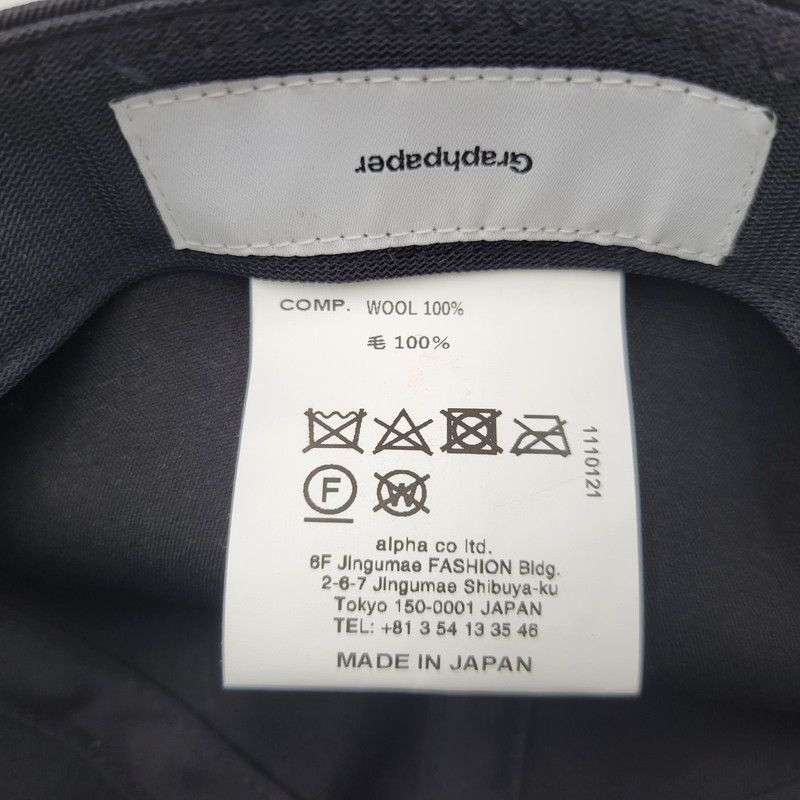 Graphpaper
COMP. WOOL 100%
毛 100%
1110121
F
W
alpha co ltd.
6F Jingumae FASHION Bldg.
2-6-7 Jingumae Shibuya-ku
Tokyo 150-0001 JAPAN
TEL: +81 3 54 13 35 46
MADE IN JAPAN